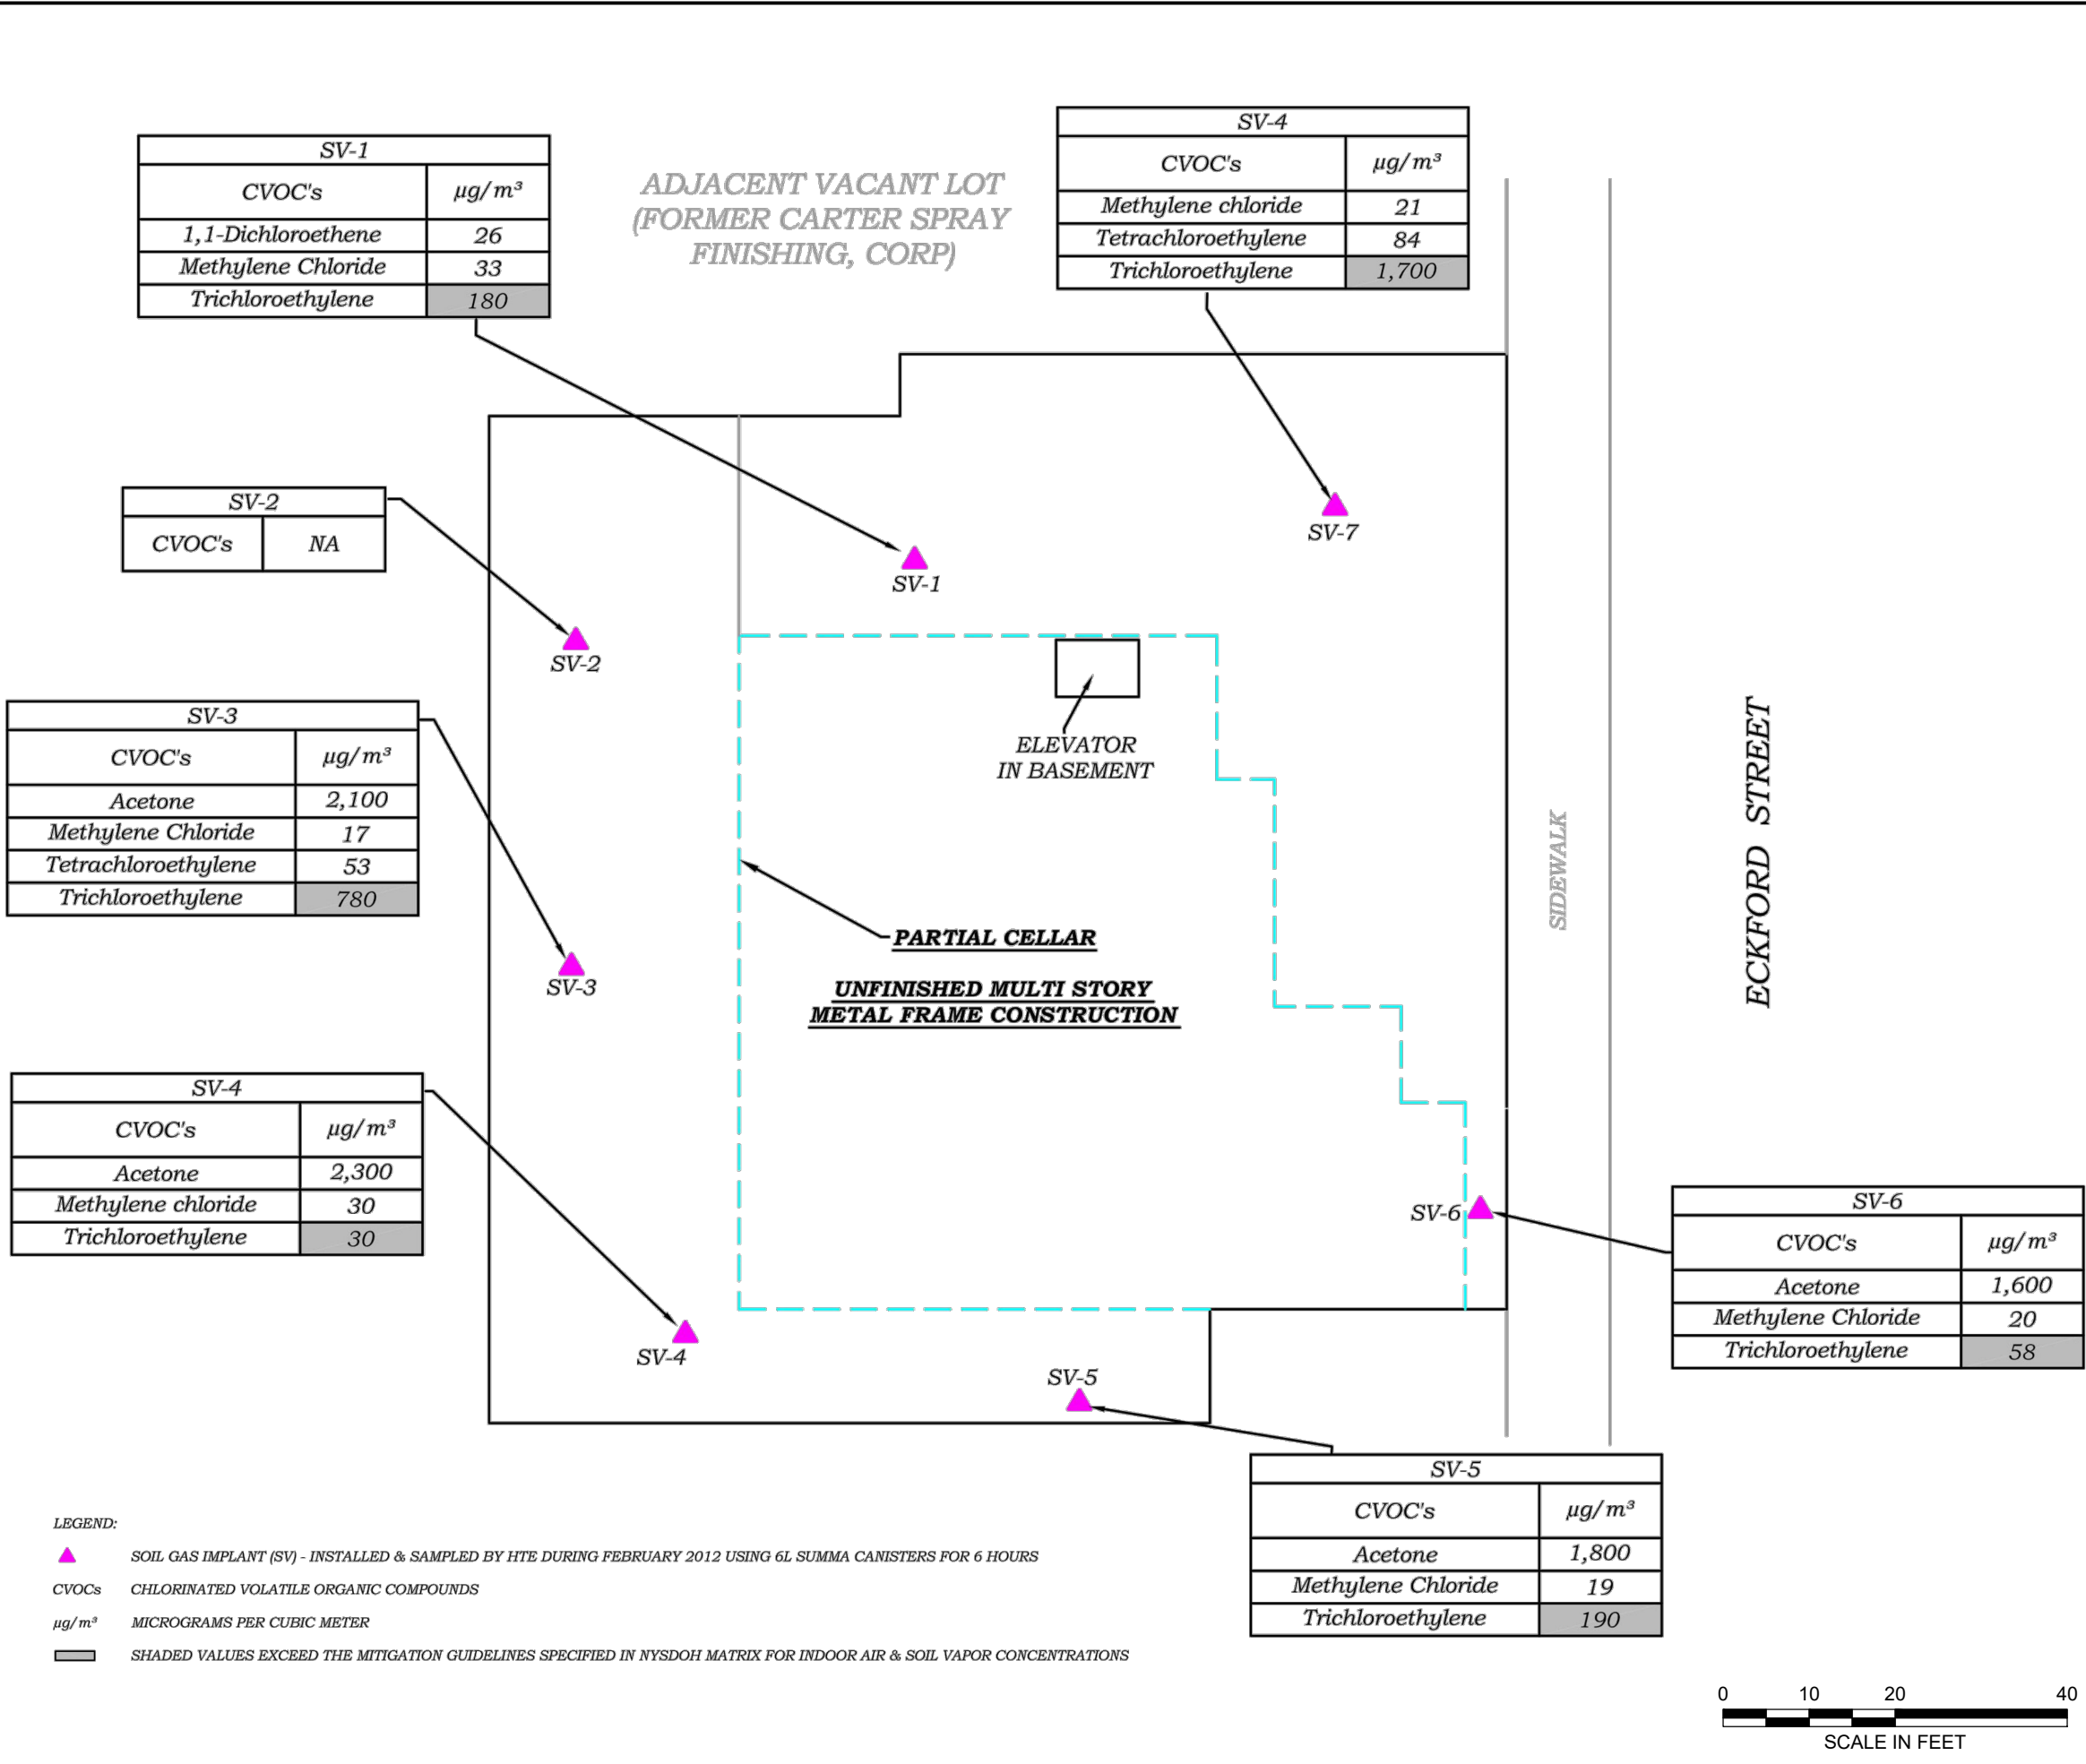 SV-1
CVOC's µg/m³
1,1-Dichloroethene 26
Methylene Chloride 33
Trichloroethylene 180
ADJACENT VACANT LOT
(FORMER CARTER SPRAY
FINISHING, CORP)
SV-4
CVOC's µg/m³
Methylene chloride 21
Tetrachloroethylene 84
Trichloroethylene 1,700
SV-2
CVOC's NA
SV-7
SV-1
SV-2
SV-3
CVOC's µg/m³
Acetone 2,100
Methylene Chloride 17
Tetrachloroethylene 53
Trichloroethylene 780
ELEVATOR
IN BASEMENT
SIDEWALK
ECKFORD STREET
PARTIAL CELLAR
UNFINISHED MULTI STORY
METAL FRAME CONSTRUCTION
SV-3
SV-4
CVOC's µg/m³
Acetone 2,300
Methylene chloride 30
Trichloroethylene 30
SV-6
SV-6
CVOC's µg/m³
Acetone 1,600
Methylene Chloride 20
Trichloroethylene 58
SV-4
SV-5
SV-5
CVOC's µg/m³
Acetone 1,800
Methylene Chloride 19
Trichloroethylene 190
LEGEND:
SOIL GAS IMPLANT (SV) - INSTALLED & SAMPLED BY HTE DURING FEBRUARY 2012 USING 6L SUMMA CANISTERS FOR 6 HOURS
CVOCs CHLORINATED VOLATILE ORGANIC COMPOUNDS
µg/m³ MICROGRAMS PER CUBIC METER
SHADED VALUES EXCEED THE MITIGATION GUIDELINES SPECIFIED IN NYSDOH MATRIX FOR INDOOR AIR & SOIL VAPOR CONCENTRATIONS
0 10 20 40
SCALE IN FEET